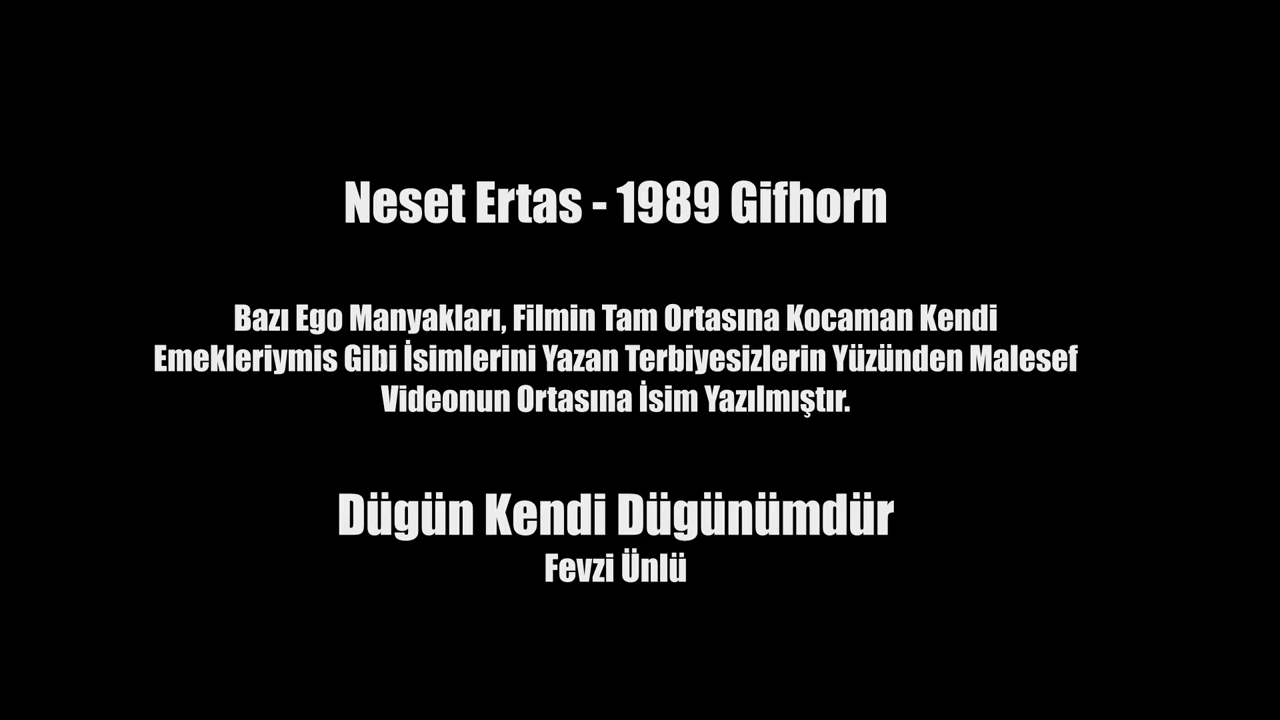 Neset Ertas - 1989 Gifhorn
Bazı Ego Manyakları, Filmin Tam Ortasına Kocaman Kendi
Emekleriymis Gibi İsimlerini Yazan Terbiyesizlerin Yüzünden Malesef
Videonun Ortasına İsim Yazılmıştır.
Dügün Kendi Dügünümdür
Fevzi Ünlü